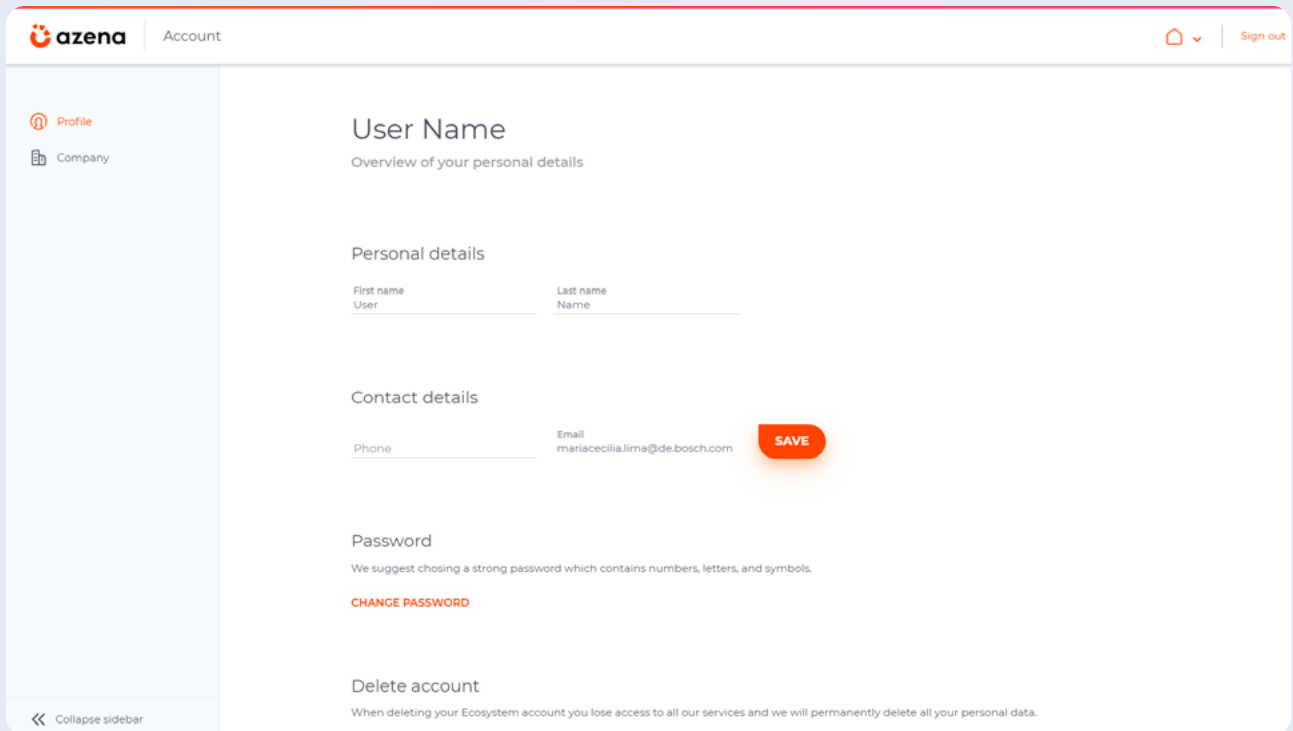 azena
Account
Sign out
Profile
Company
User Name
Overview of your personal details
Personal details
First name
Last name
User
Name
Contact details
Phone
Email
mariacecilia.lima@de.bosch.com
SAVE
Password
We suggest chosing a strong password which contains numbers, letters, and symbols.
CHANGE PASSWORD
Delete account
When deleting your Ecosystem account you lose access to all our services and we will permanently delete all your personal data.
Collapse sidebar